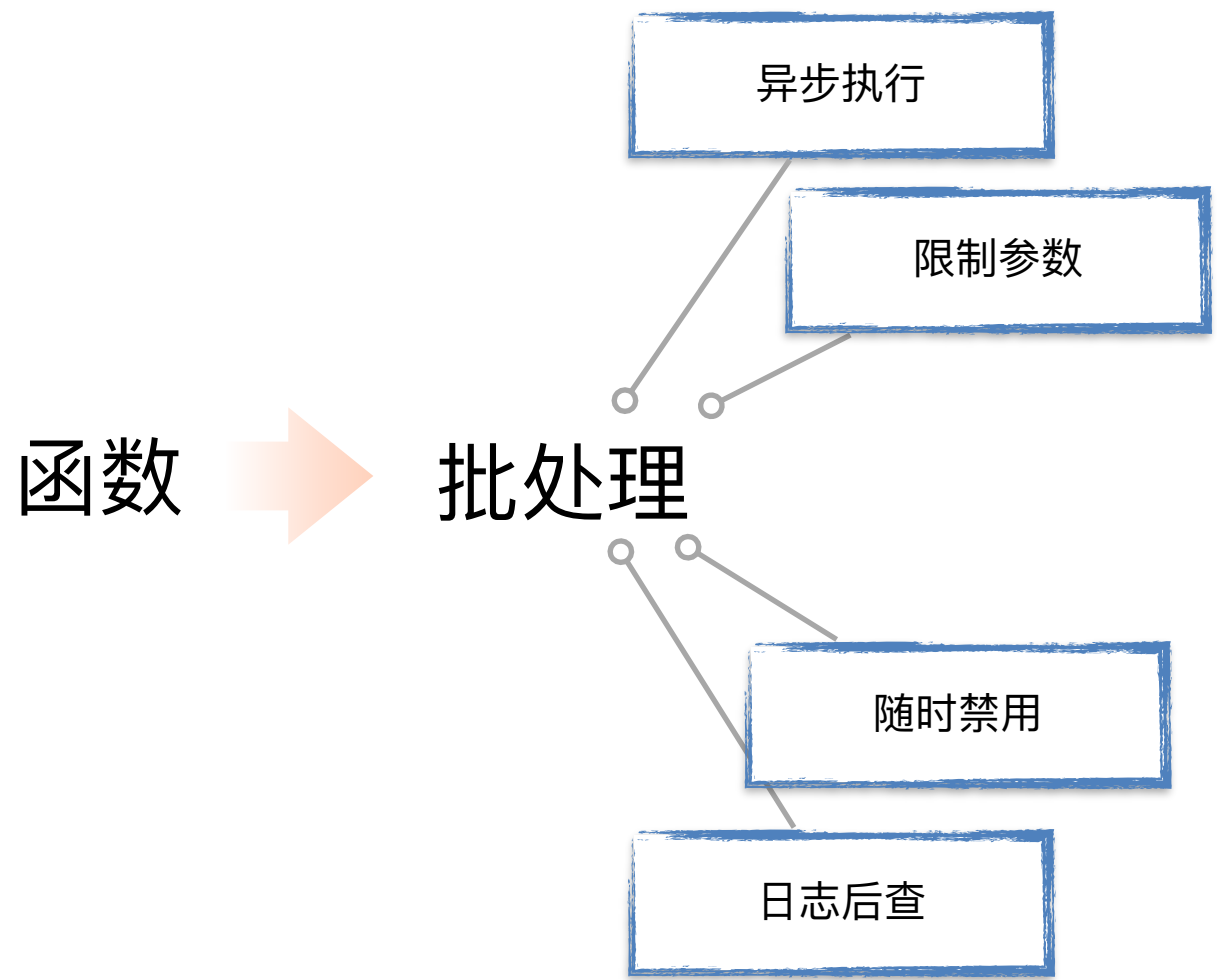 异步执行
限制参数
函数
批处理
随时禁用
日志后查